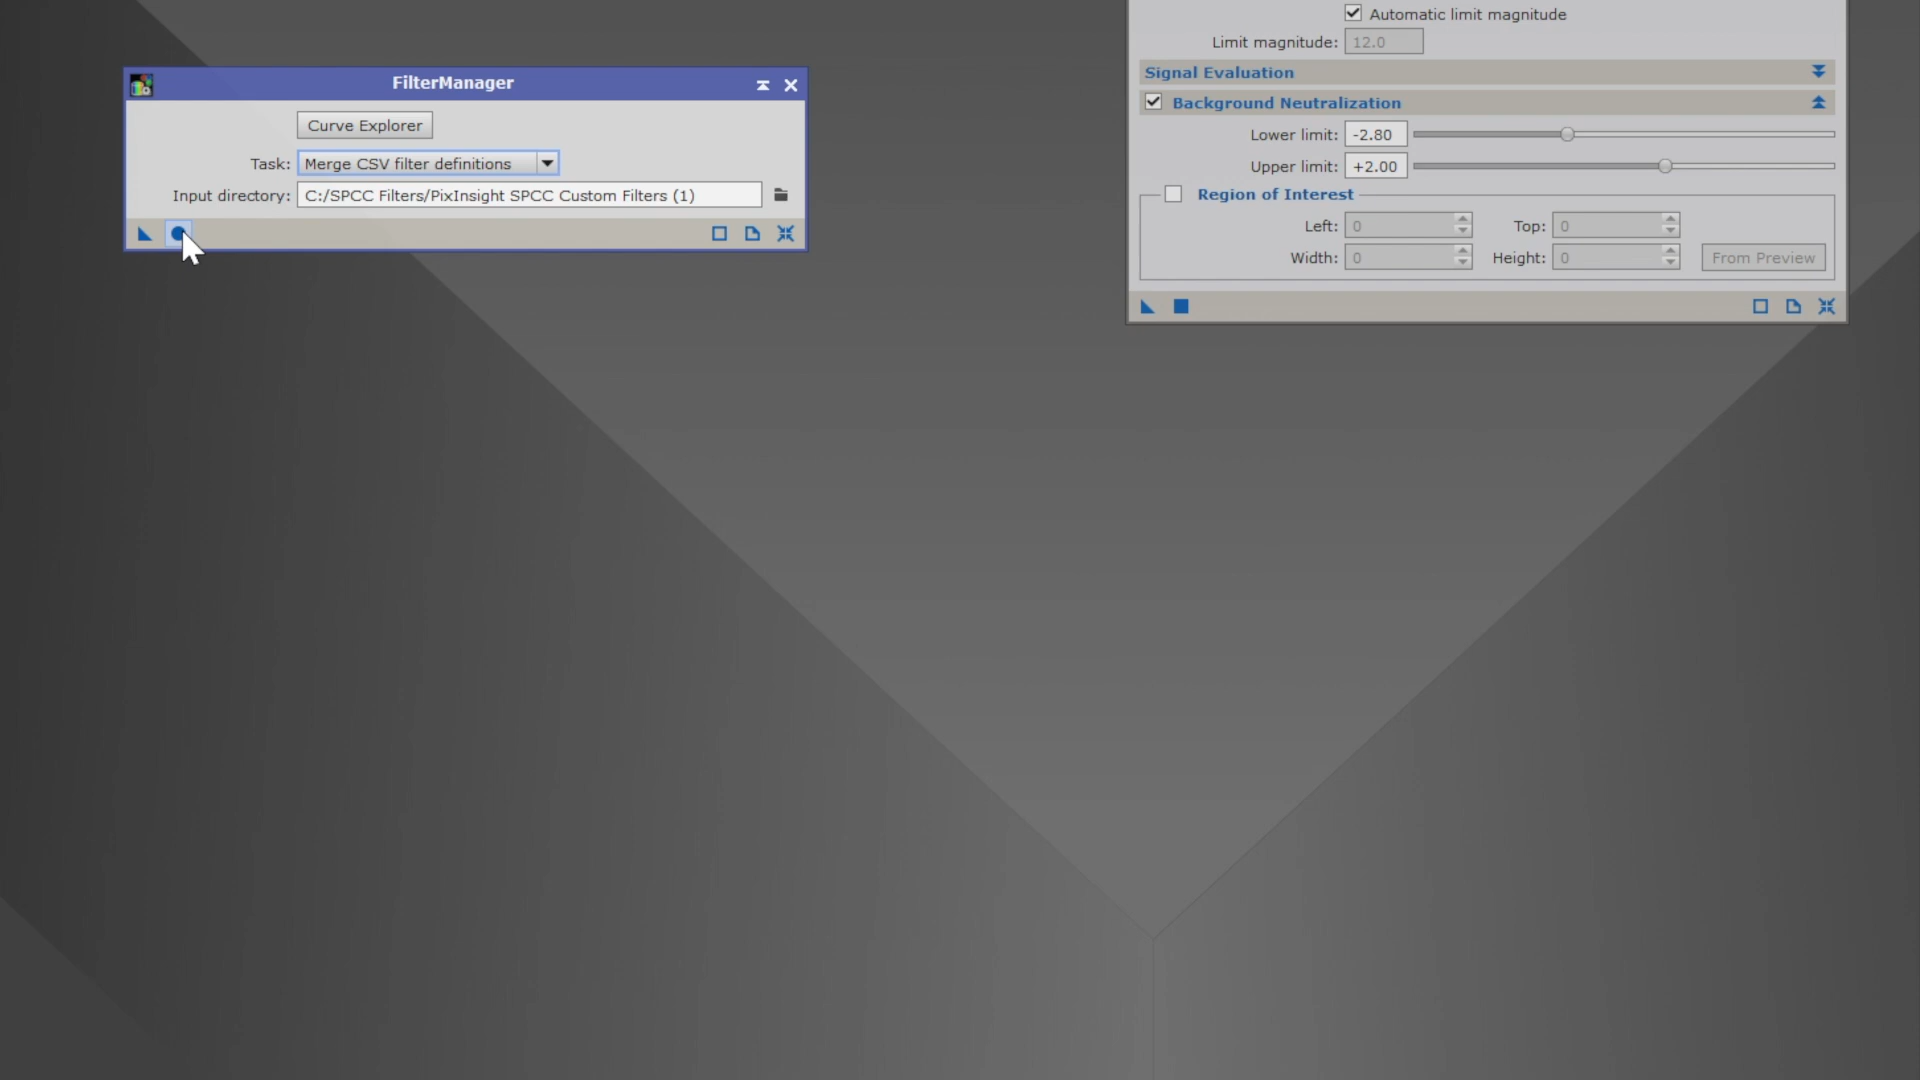 FilterManager
Curve Explorer
Task: Merge CSV filter definitions
Input directory: C:/SPCC Filters/PixInsight SPCC Custom Filters (1)
Automatic limit magnitude
Limit magnitude: 12.0
Signal Evaluation
Background Neutralization
Lower limit: -2.80
Upper limit: +2.00
Region of Interest
Left: 0 Top: 0
Width: 0 Height: 0 From Preview